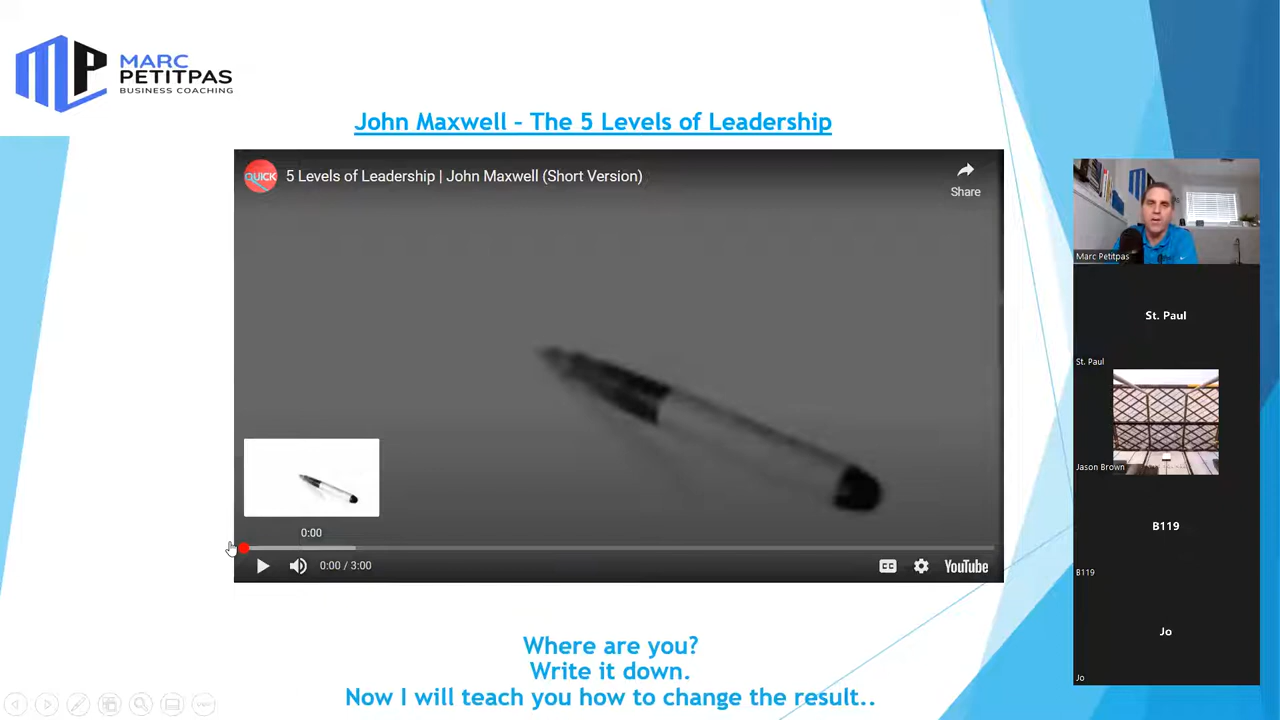 MARC
PETITPAS
BUSINESS COACHING
John Maxwell – The 5 Levels of Leadership
QUICK
5 Levels of Leadership | John Maxwell (Short Version)
Share
0:00
0:00 / 3:00
CC
YouTube
Where are you?
Write it down.
Now I will teach you how to change the result..
Marc Petitpas
St. Paul
St. Paul
Jason Brown
B119
B119
Jo
Jo